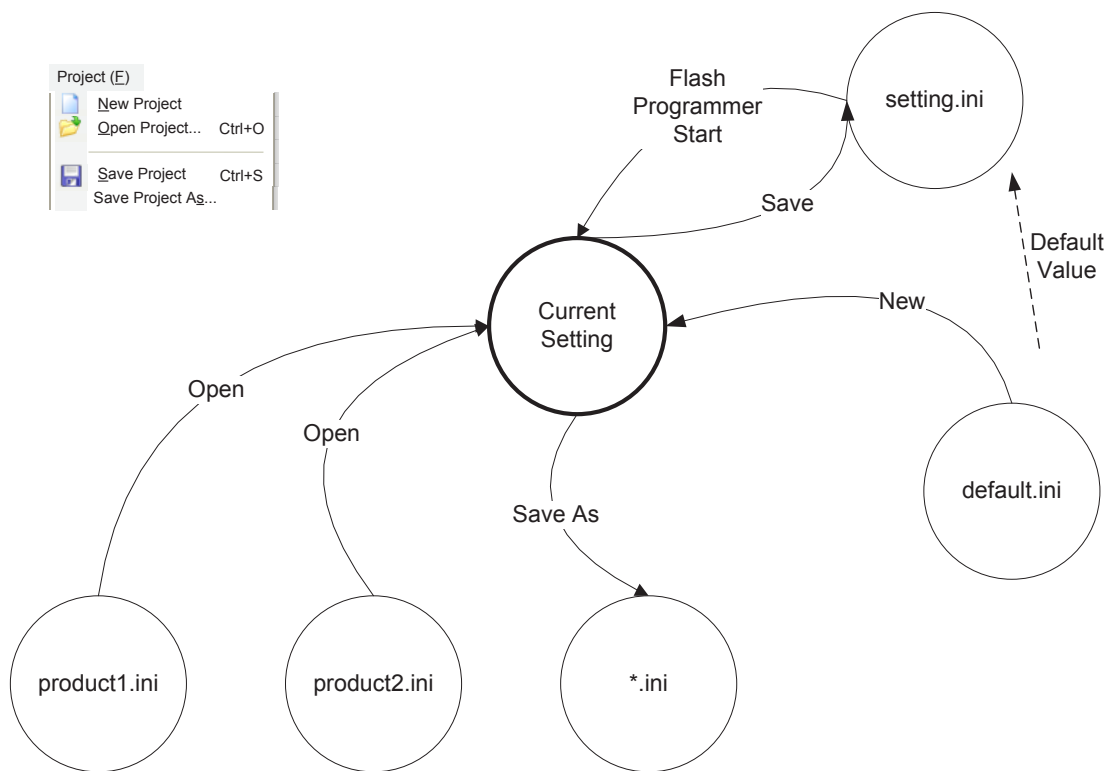 Project (F)
New Project
Open Project... Ctrl+O
Save Project Ctrl+S
Save Project As...
Flash
Programmer
Start
setting.ini
Save
Default
Value
Current
Setting
New
Open
Open
default.ini
Save As
product1.ini
product2.ini
*.ini